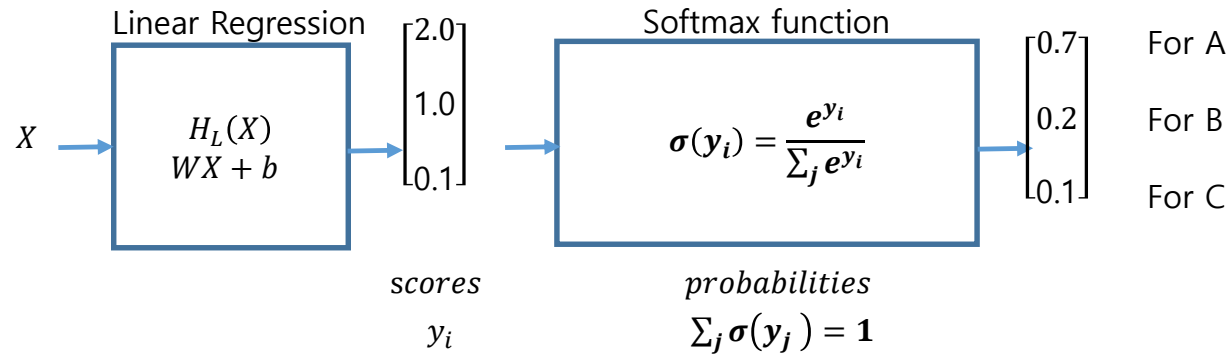 Linear Regression
X
H_L(X)
WX + b
[2.0
1.0
0.1]
Softmax function
σ(y_i) = e^{y_i} / ∑_j e^{y_i}
[0.7
0.2
0.1]
For A
For B
For C
scores
y_i
probabilities
∑_j σ(y_j) = 1